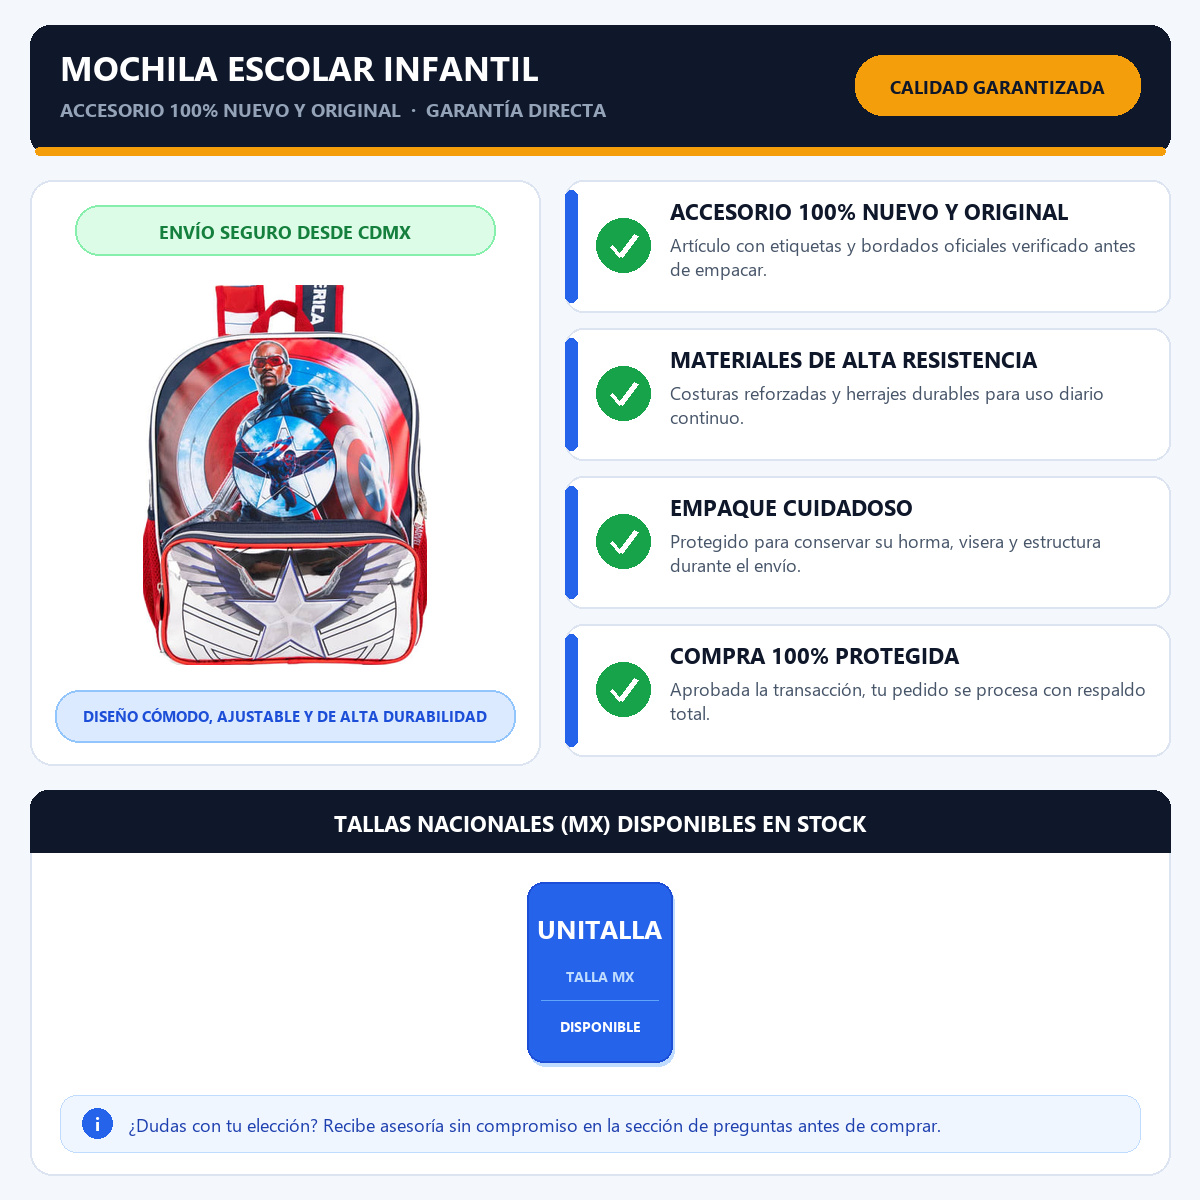 MOCHILA ESCOLAR INFANTIL
ACCESORIO 100% NUEVO Y ORIGINAL · GARANTÍA DIRECTA
CALIDAD GARANTIZADA
ENVÍO SEGURO DESDE CDMX
ERICA
DISEÑO CÓMODO, AJUSTABLE Y DE ALTA DURABILIDAD
ACCESORIO 100% NUEVO Y ORIGINAL
Artículo con etiquetas y bordados oficiales verificado antes
de empacar.
MATERIALES DE ALTA RESISTENCIA
Costuras reforzadas y herrajes durables para uso diario
continuo.
EMPAQUE CUIDADOSO
Protegido para conservar su horma, visera y estructura
durante el envío.
COMPRA 100% PROTEGIDA
Aprobada la transacción, tu pedido se procesa con respaldo
total.
TALLAS NACIONALES (MX) DISPONIBLES EN STOCK
UNITALLA
TALLA MX
DISPONIBLE
¿Dudas con tu elección? Recibe asesoría sin compromiso en la sección de preguntas antes de comprar.